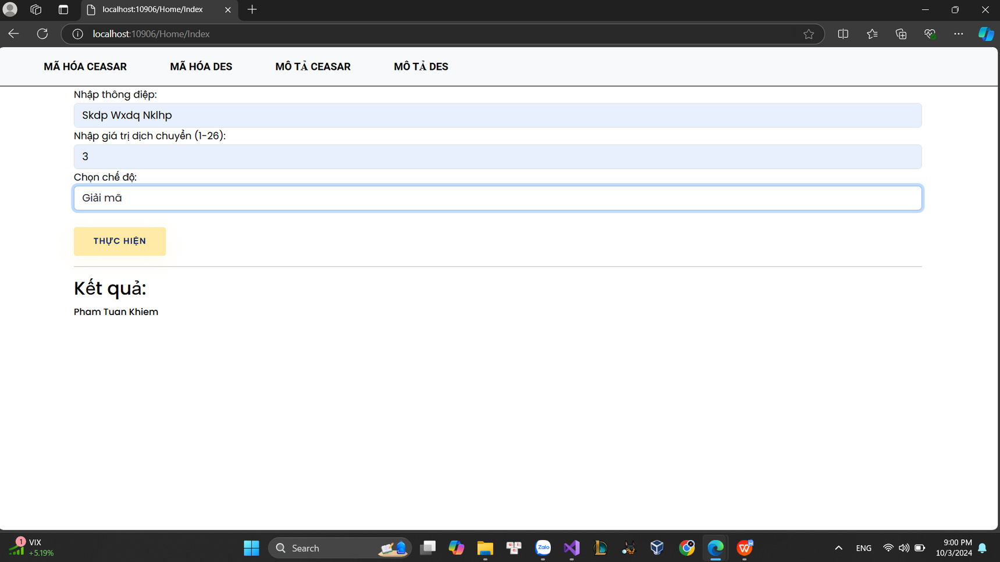 localhost:10906/Home/Index
localhost:10906/Home/Index
MÃ HÓA CEASAR MÃ HÓA DES MÔ TẢ CEASAR MÔ TẢ DES
Nhập thông điệp:
Skdp Wxdq Nklhp
Nhập giá trị dịch chuyển (1-26):
3
Chọn chế độ:
Giải mã
THỰC HIỆN
Kết quả:
Pham Tuan Khiem
1 VIX
+5.19%
Search
Zalo
ENG
9:00 PM
10/3/2024